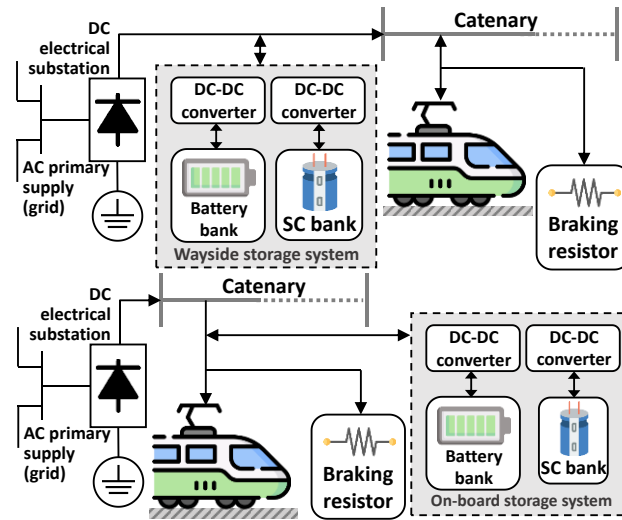 DC
electrical
substation
AC primary
supply
(grid)
Catenary
DC-DC
converter
DC-DC
converter
Battery
bank
SC bank
Wayside storage system
Braking
resistor
DC
electrical
substation
AC primary
supply
(grid)
Catenary
Braking
resistor
DC-DC
converter
DC-DC
converter
Battery
bank
SC bank
On-board storage system